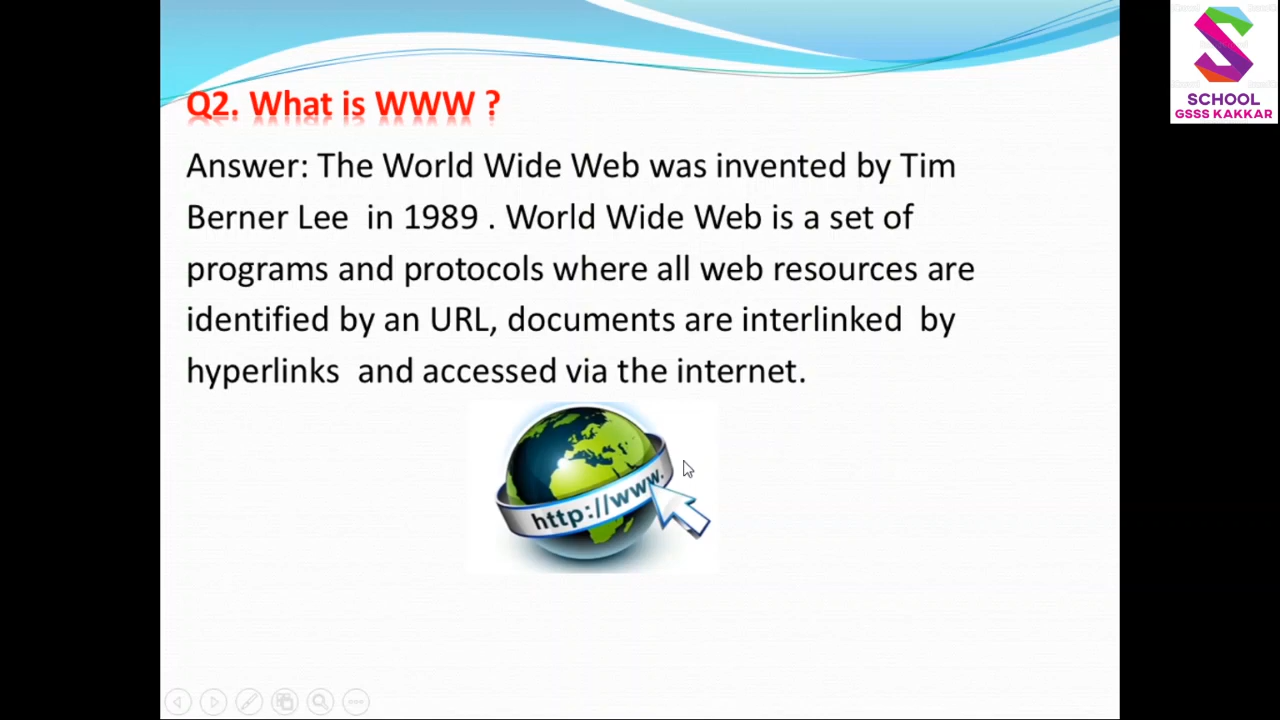 Q2. What is WWW ?
Answer: The World Wide Web was invented by Tim
Berner Lee in 1989 . World Wide Web is a set of
programs and protocols where all web resources are
identified by an URL, documents are interlinked by
hyperlinks and accessed via the internet.
http://www.
SCHOOL
GSSS KAKKAR